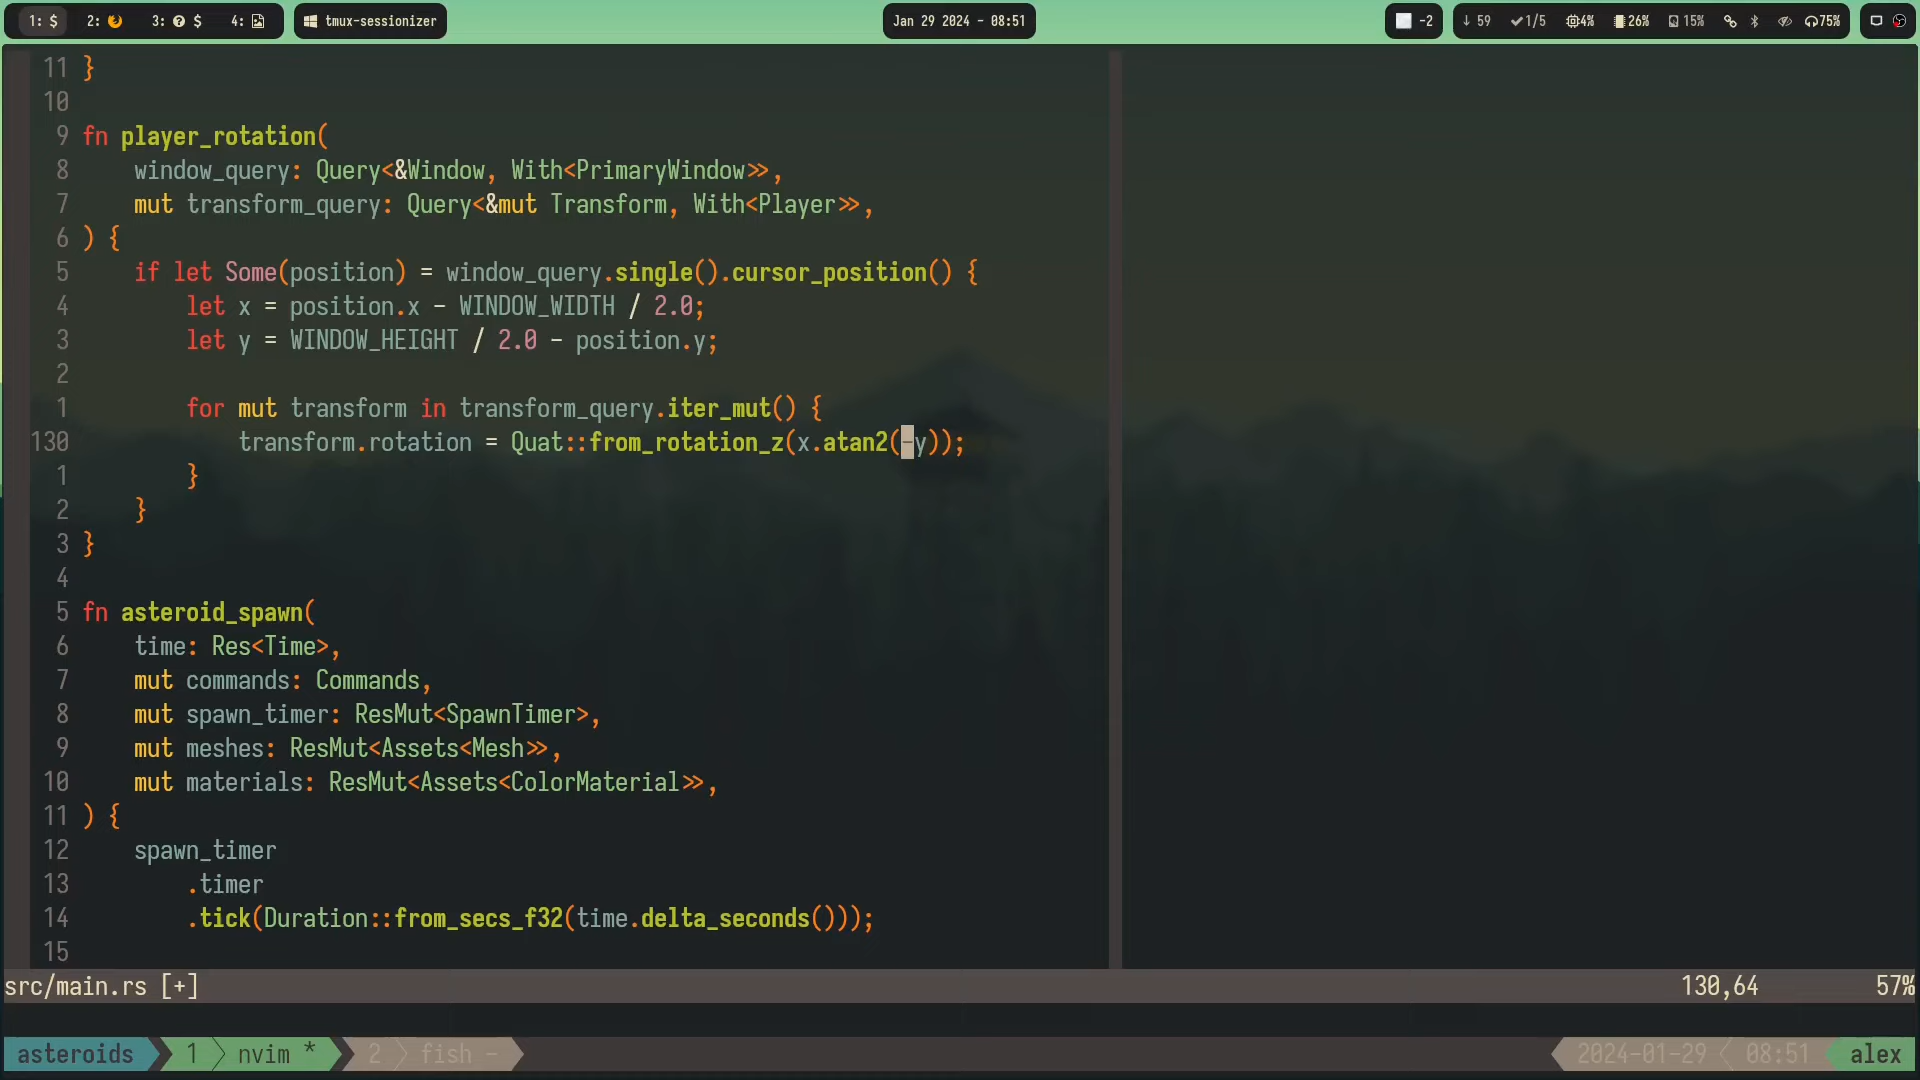 1: $ 2: 3: $ 4: tmux-sessionizer Jan 29 2024 - 08:51 -2 ↓ 59 ✓1/5 4% 26% 15% 75%
11 }
10
9 fn player_rotation(
8     window_query: Query<&Window, With<PrimaryWindow>>,
7     mut transform_query: Query<&mut Transform, With<Player>>,
6 ) {
5     if let Some(position) = window_query.single().cursor_position() {
4         let x = position.x - WINDOW_WIDTH / 2.0;
3         let y = WINDOW_HEIGHT / 2.0 - position.y;
2
1         for mut transform in transform_query.iter_mut() {
130             transform.rotation = Quat::from_rotation_z(x.atan2(-y));
1         }
2     }
3 }
4
5 fn asteroid_spawn(
6     time: Res<Time>,
7     mut commands: Commands,
8     mut spawn_timer: ResMut<SpawnTimer>,
9     mut meshes: ResMut<Assets<Mesh>>,
10     mut materials: ResMut<Assets<ColorMaterial>>,
11 ) {
12     spawn_timer
13         .timer
14         .tick(Duration::from_secs_f32(time.delta_seconds()));
15
src/main.rs [+] 130,64 57%
asteroids 1 nvim * 2 fish - 2024-01-29 08:51 alex